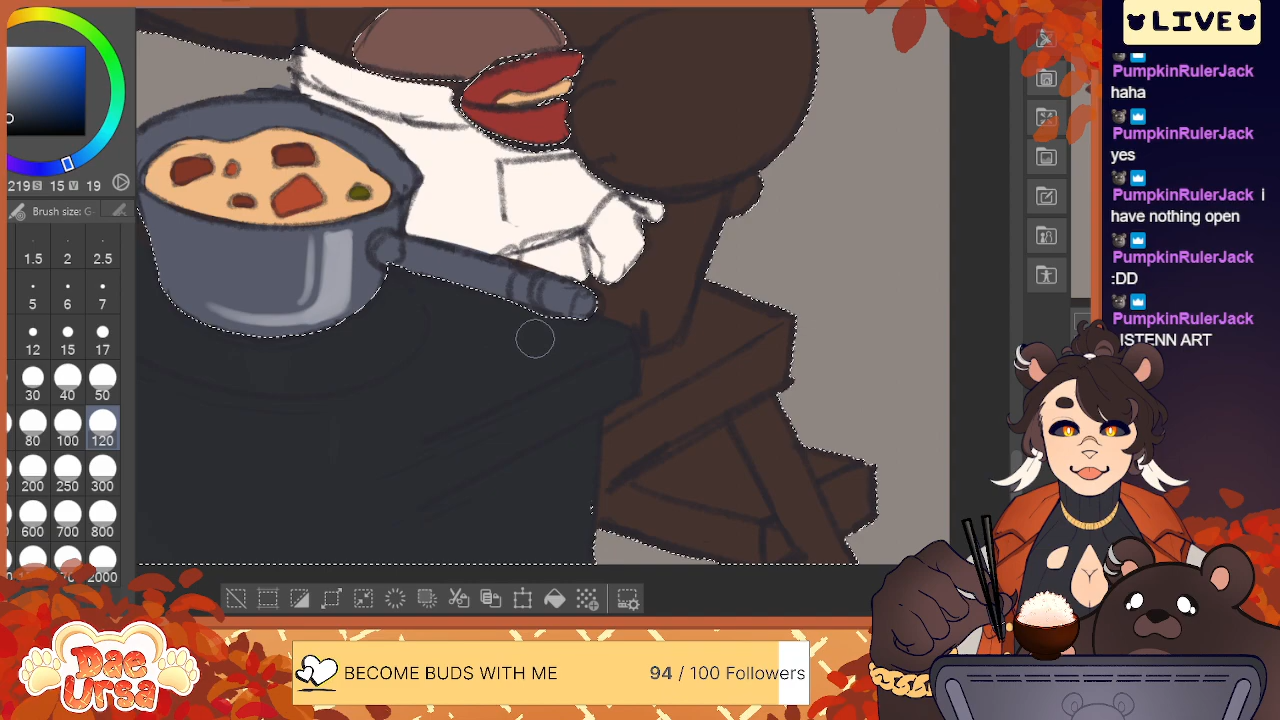 LIVE
PumpkinRulerJack
haha
PumpkinRulerJack
yes
PumpkinRulerJack i
have nothing open
PumpkinRulerJack
:DD
PumpkinRulerJack
ISTENN ART
219 S 15 V 19
Brush size: G
1.5 2 2.5
5 6 7
12 15 17
30 40 50
80 100 120
200 250 300
600 700 800
2000
Dae
Ursa
BECOME BUDS WITH ME
94 / 100 Followers